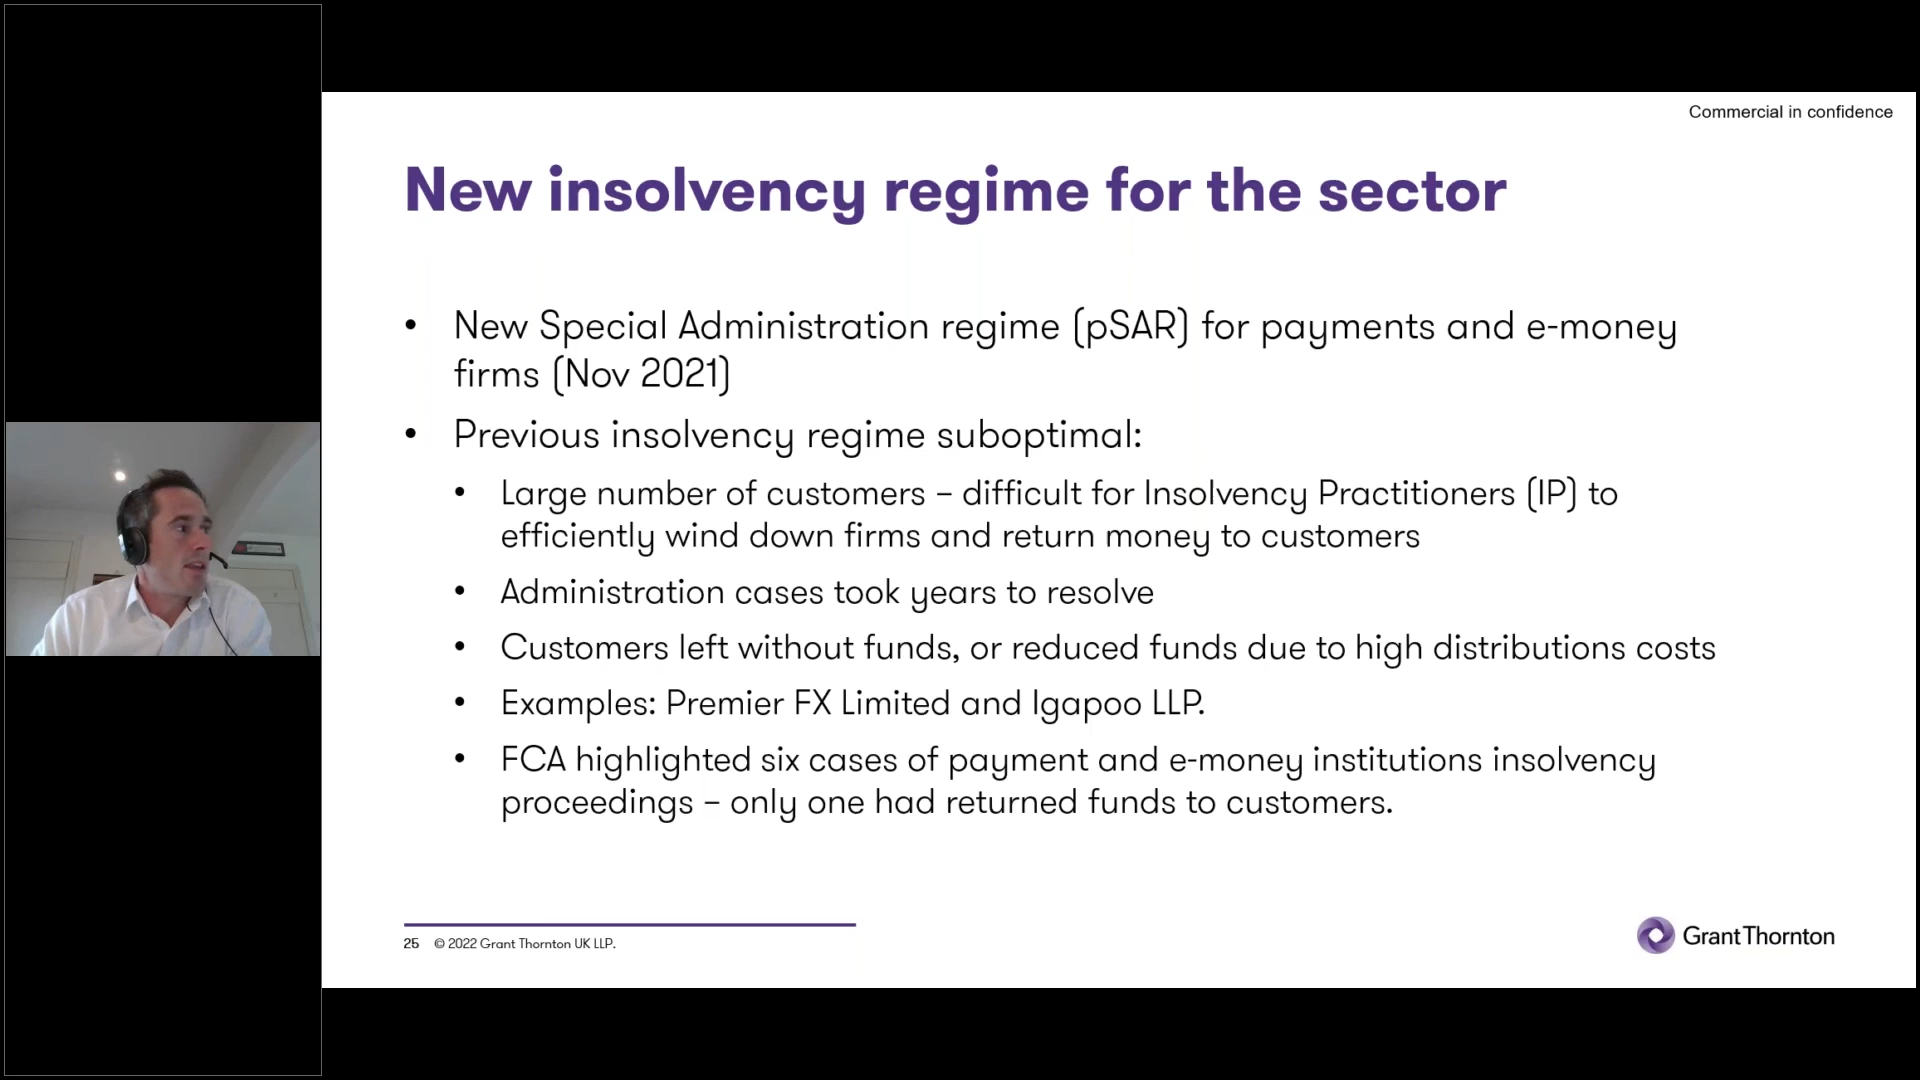 Commercial in confidence
New insolvency regime for the sector
• New Special Administration regime (pSAR) for payments and e-money
firms (Nov 2021)
• Previous insolvency regime suboptimal:
• Large number of customers – difficult for Insolvency Practitioners (IP) to
efficiently wind down firms and return money to customers
• Administration cases took years to resolve
• Customers left without funds, or reduced funds due to high distributions costs
• Examples: Premier FX Limited and Igapoo LLP.
• FCA highlighted six cases of payment and e-money institutions insolvency
proceedings – only one had returned funds to customers.
25 © 2022 Grant Thornton UK LLP.
Grant Thornton